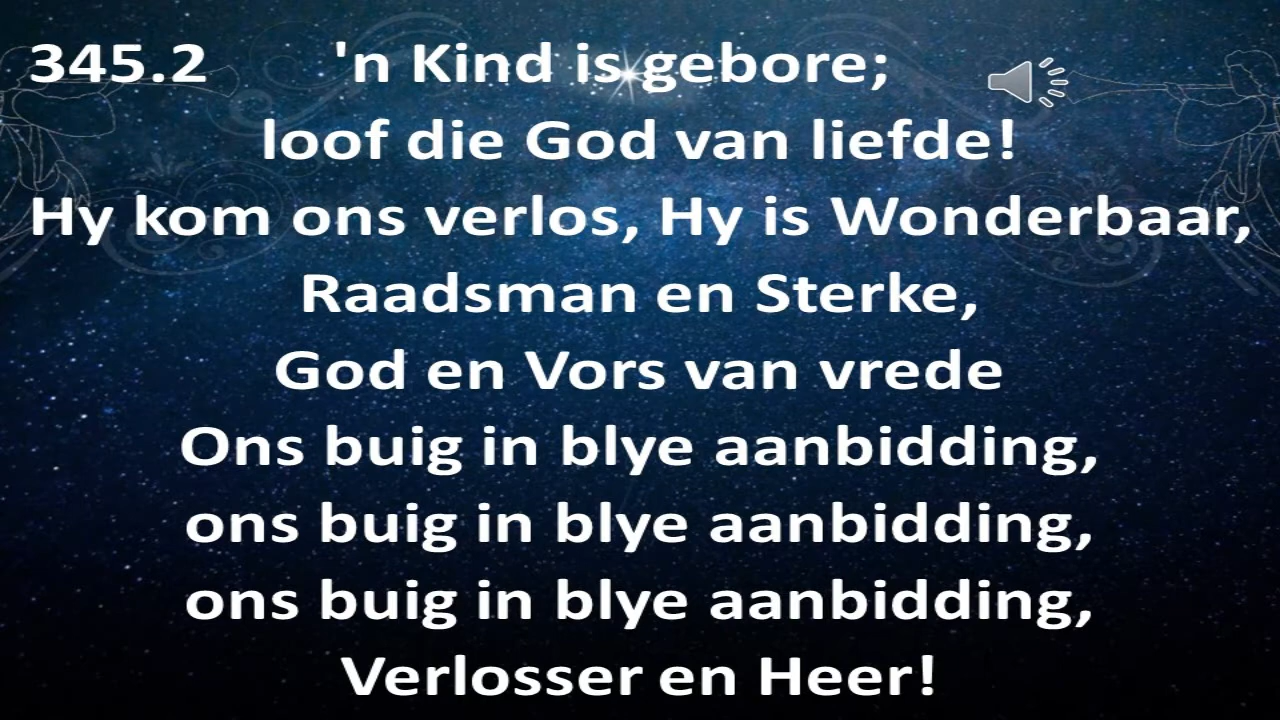 345.2 'n Kind is gebore;
loof die God van liefde!
Hy kom ons verlos, Hy is Wonderbaar,
Raadsman en Sterke,
God en Vors van vrede
Ons buig in blye aanbidding,
ons buig in blye aanbidding,
ons buig in blye aanbidding,
Verlosser en Heer!